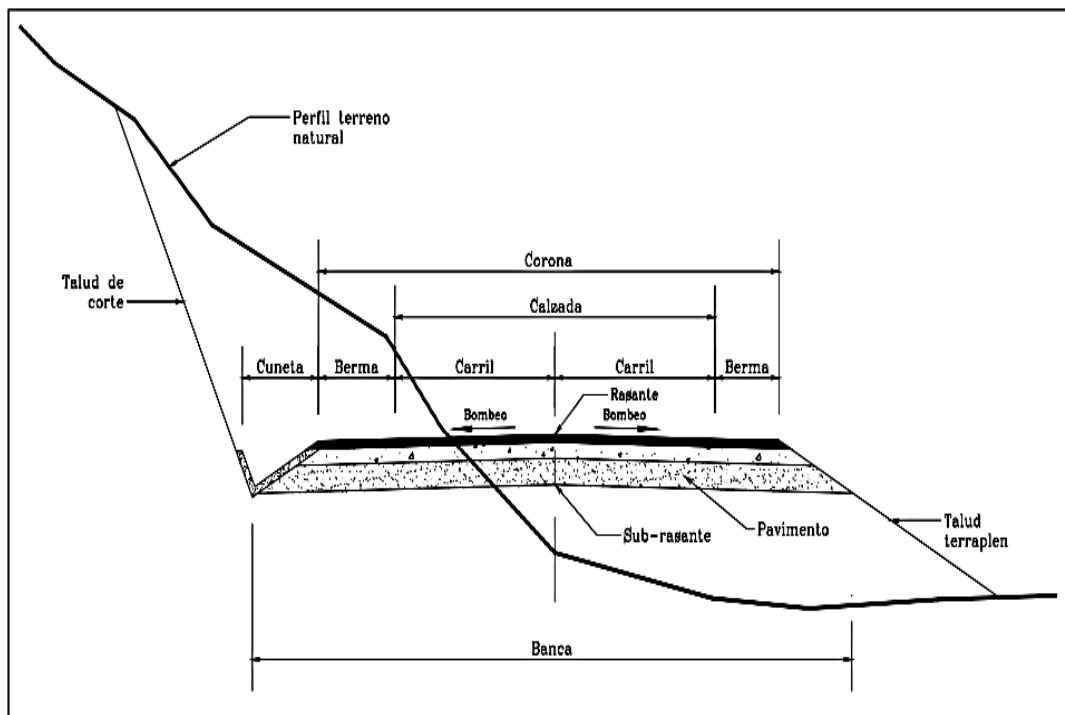 Perfil terreno
natural
Corona
Talud de
corte
Calzada
Cuneta
Berma
Carril
Carril
Berma
Rasante
Bombeo
Bombeo
Sub-rasante
Pavimento
Talud
terraplen
Banca